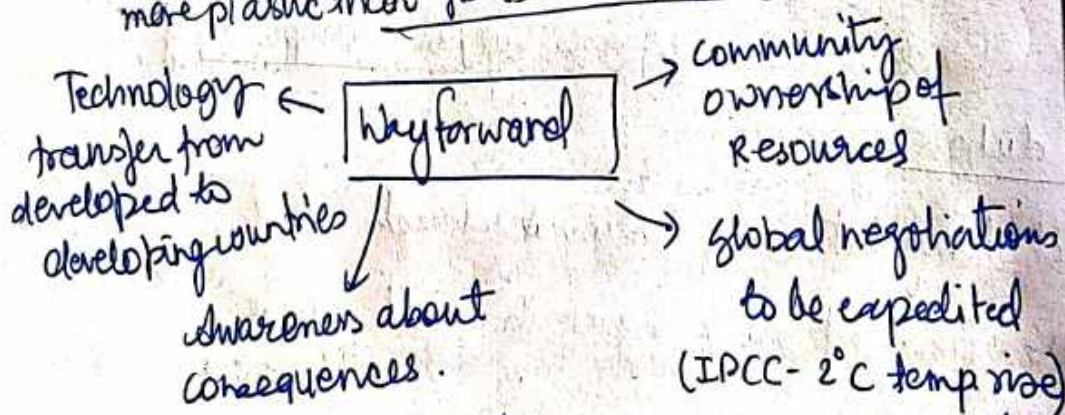 more plastic than
Technology
transfer from
developed to
developing countries
Way forward
community
ownership of
Resources
Awareness about
consequences.
global negotiations
to be expedited
(IPCC- 2°C temp rise)